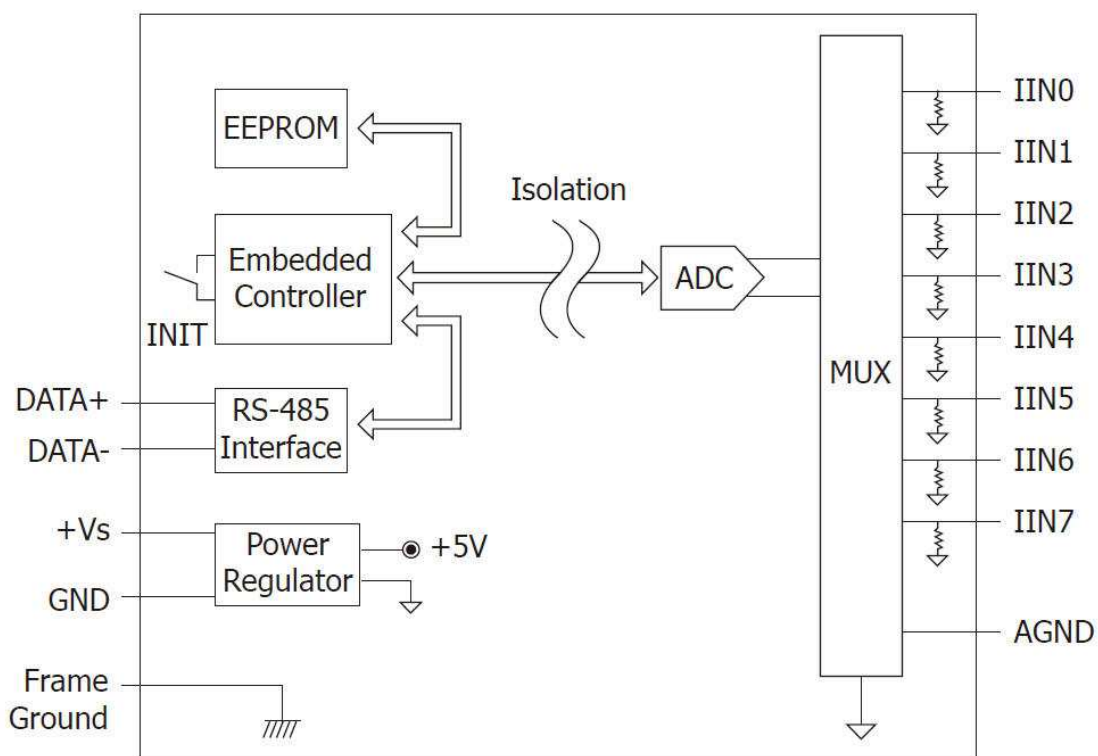 EEPROM
Isolation
Embedded
Controller
INIT
ADC
MUX
DATA+
DATA-
RS-485
Interface
+Vs
GND
Power
Regulator
+5V
Frame
Ground
IIN0
IIN1
IIN2
IIN3
IIN4
IIN5
IIN6
IIN7
AGND